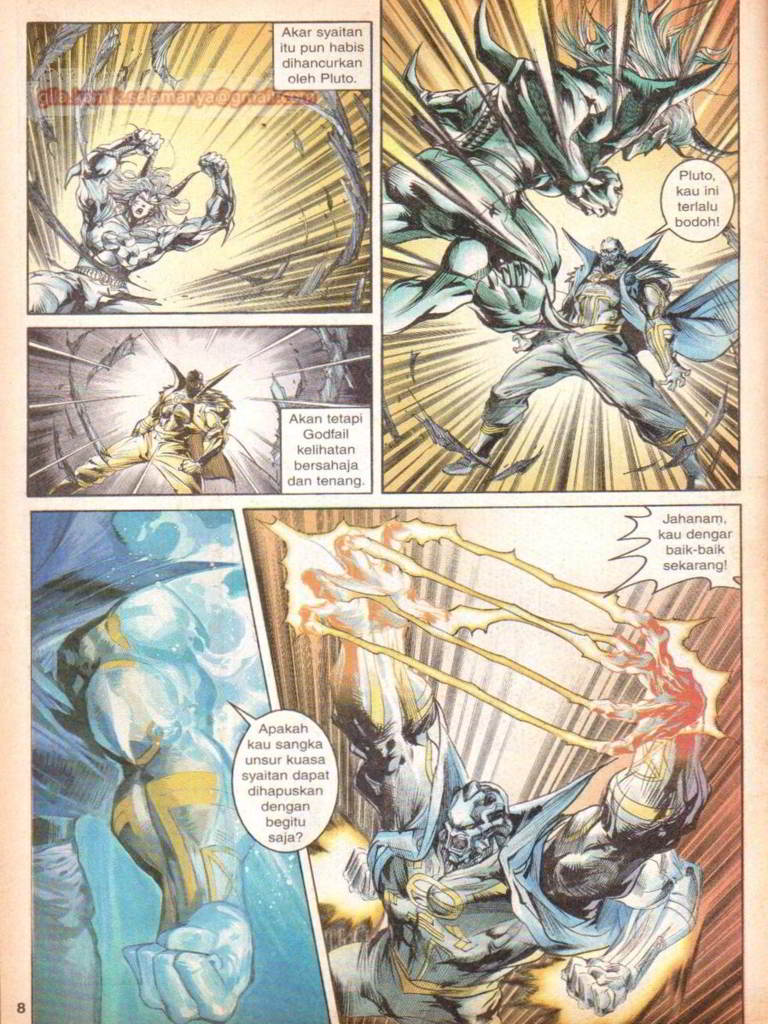 Akar syaitan
itu pun habis
dihancurkan
oleh Pluto.
gila.komik.selamanya@gmail.com
Pluto,
kau ini
terlalu
bodoh!
Akan tetapi
Godfail
kelihatan
bersahaja
dan tenang.
Jahanam,
kau dengar
baik-baik
sekarang!
Apakah
kau sangka
unsur kuasa
syaitan dapat
dihapuskan
dengan
begitu
saja?
8